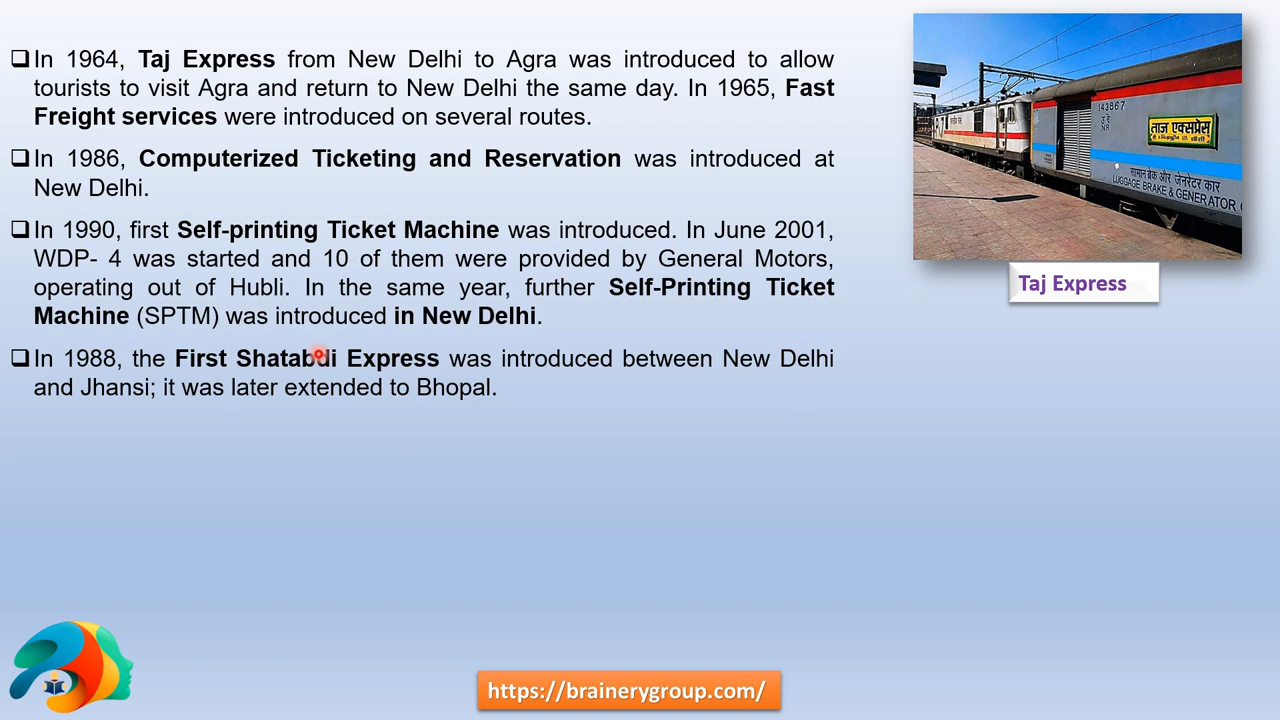 In 1964, Taj Express from New Delhi to Agra was introduced to allow
tourists to visit Agra and return to New Delhi the same day. In 1965, Fast
Freight services were introduced on several routes.
In 1986, Computerized Ticketing and Reservation was introduced at
New Delhi.
In 1990, first Self-printing Ticket Machine was introduced. In June 2001,
WDP- 4 was started and 10 of them were provided by General Motors,
operating out of Hubli. In the same year, further Self-Printing Ticket
Machine (SPTM) was introduced in New Delhi.
In 1988, the First Shatabdi Express was introduced between New Delhi
and Jhansi; it was later extended to Bhopal.
143867
उ रे
NR
ताज एक्सप्रेस
सामान ब्रेक और जेनरेटर कार
LUGGAGE BRAKE & GENERATOR
Taj Express
https://brainerygroup.com/